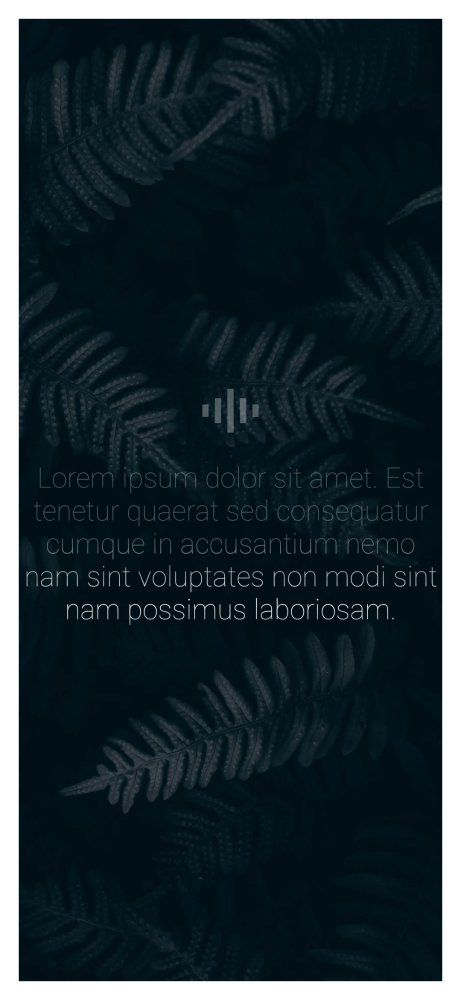 Lorem ipsum dolor sit amet. Est
tenetur quaerat sed consequatur
cumque in accusantium nemo
nam sint voluptates non modi sint
nam possimus laboriosam.